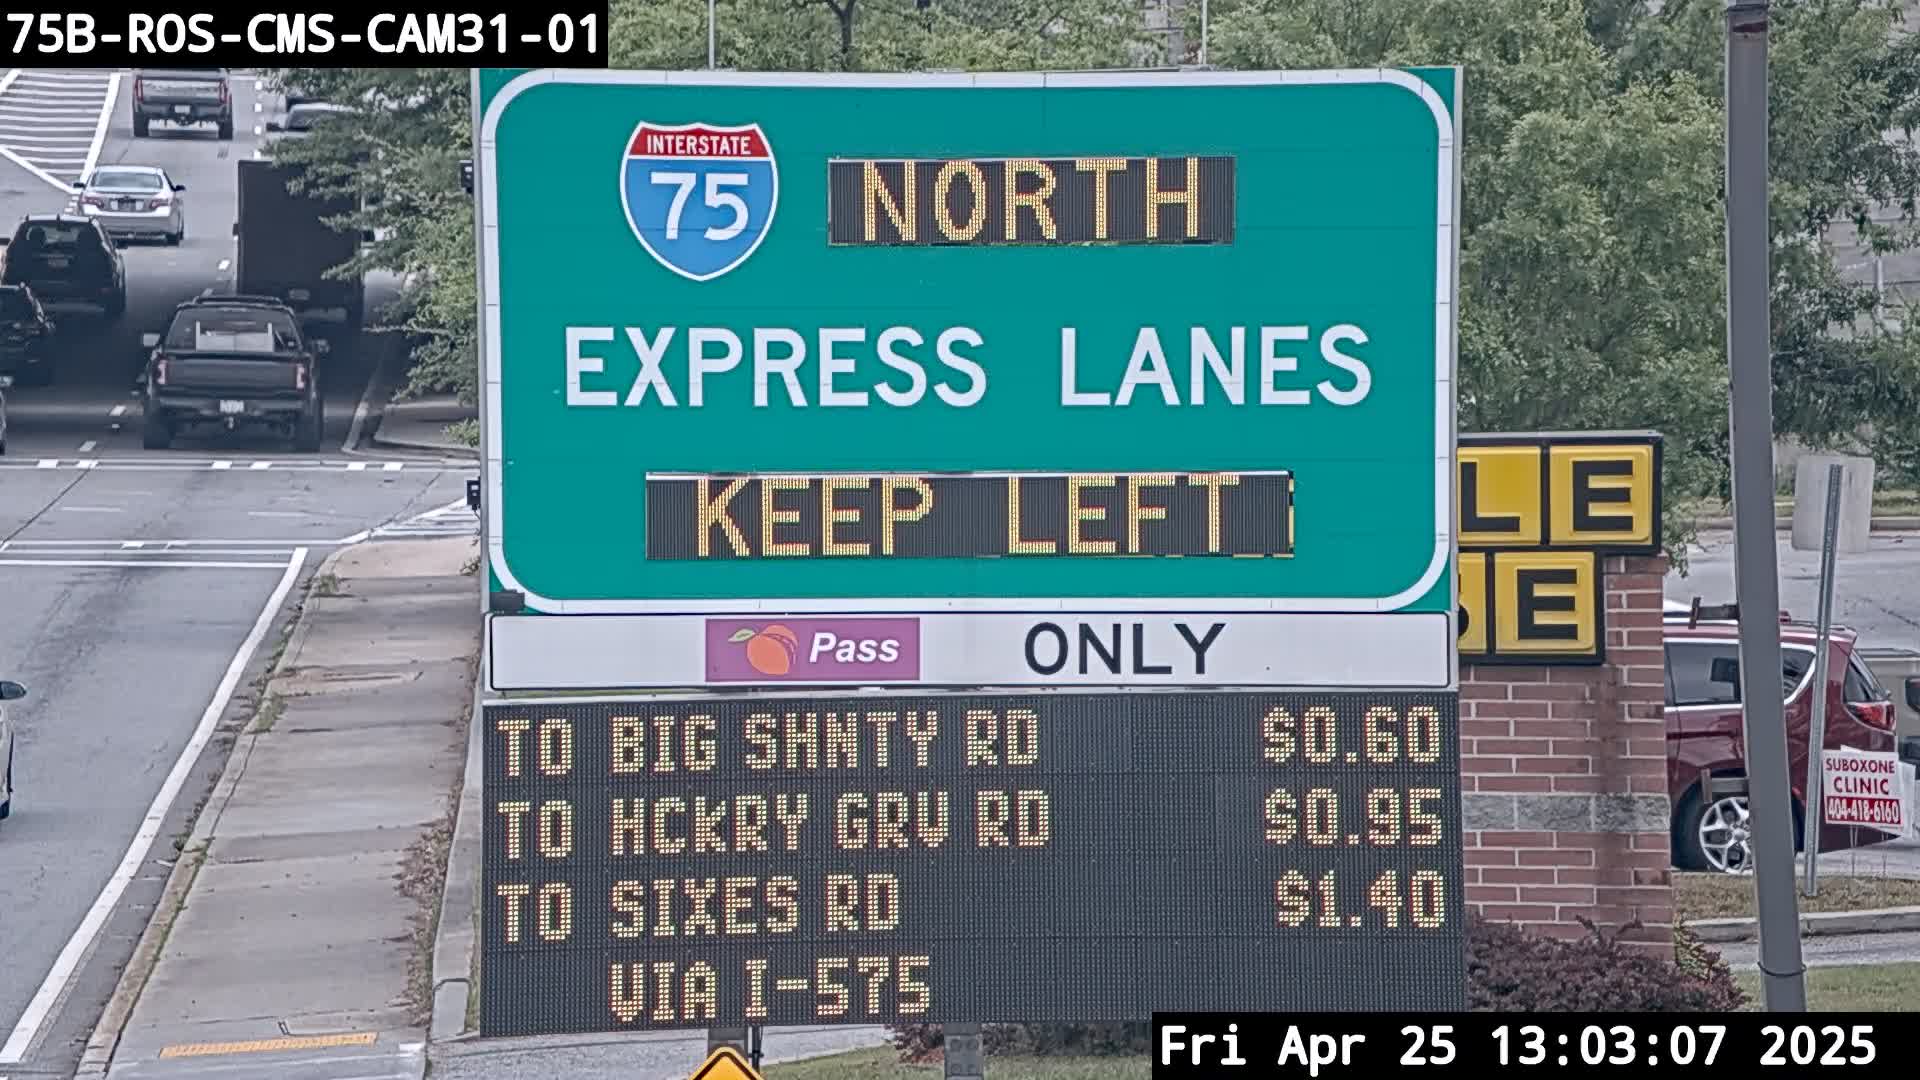 75B-ROS-CMS-CAM31-01
INTERSTATE
75
NORTH
EXPRESS LANES
KEEP LEFT
Pass ONLY
TO BIG SHNTY RD $0.60
TO HCKRY GRV RD $0.95
TO SIXES RD $1.40
VIA I-575
LE
E
SUBOXONE
CLINIC
404-418-6160
Fri Apr 25 13:03:07 2025